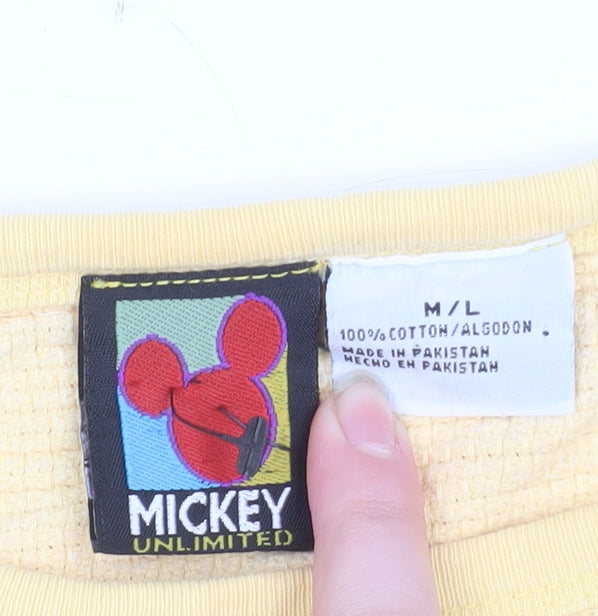 MICKEY
UNLIMITED
M/L
100% COTTON/ALGODON
MADE IN PAKISTAN
HECHO EN PAKISTAN